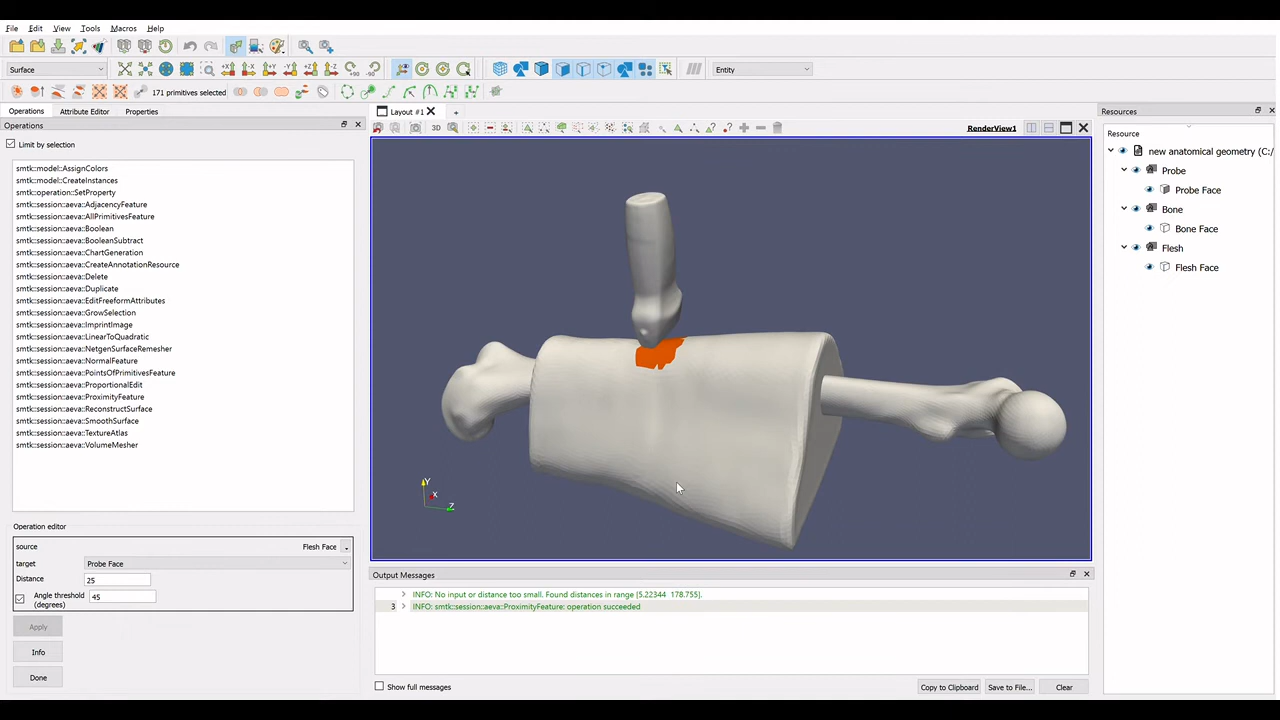 File Edit View Tools Macros Help
Surface
Entity
171 primitives selected
Operations Attribute Editor Properties
Operations
Limit by selection
smtk::model::AssignColors
smtk::model::CreateInstances
smtk::operation::SetProperty
smtk::session::aeva::AdjacencyFeature
smtk::session::aeva::AllPrimitivesFeature
smtk::session::aeva::Boolean
smtk::session::aeva::BooleanSubtract
smtk::session::aeva::ChartGeneration
smtk::session::aeva::CreateAnnotationResource
smtk::session::aeva::Delete
smtk::session::aeva::Duplicate
smtk::session::aeva::EditFreeformAttributes
smtk::session::aeva::GrowSelection
smtk::session::aeva::ImprintImage
smtk::session::aeva::LinearToQuadratic
smtk::session::aeva::NetgenSurfaceRemesher
smtk::session::aeva::NormalFeature
smtk::session::aeva::PointsOfPrimitivesFeature
smtk::session::aeva::ProportionalEdit
smtk::session::aeva::ProximityFeature
smtk::session::aeva::ReconstructSurface
smtk::session::aeva::SmoothSurface
smtk::session::aeva::TextureAtlas
smtk::session::aeva::VolumeMesher
Operation editor
source Flesh Face
target Probe Face
Distance 25
Angle threshold 45
(degrees)
Apply
Info
Done
Layout #1
3D
RenderView1
Y
X
Z
Output Messages
INFO: No input or distance too small. Found distances in range [5.22344 178.755].
3 INFO: smtk::session::aeva::ProximityFeature: operation succeeded
Show full messages
Copy to Clipboard Save to File... Clear
Resources
Resource
new anatomical geometry (C:/
Probe
Probe Face
Bone
Bone Face
Flesh
Flesh Face